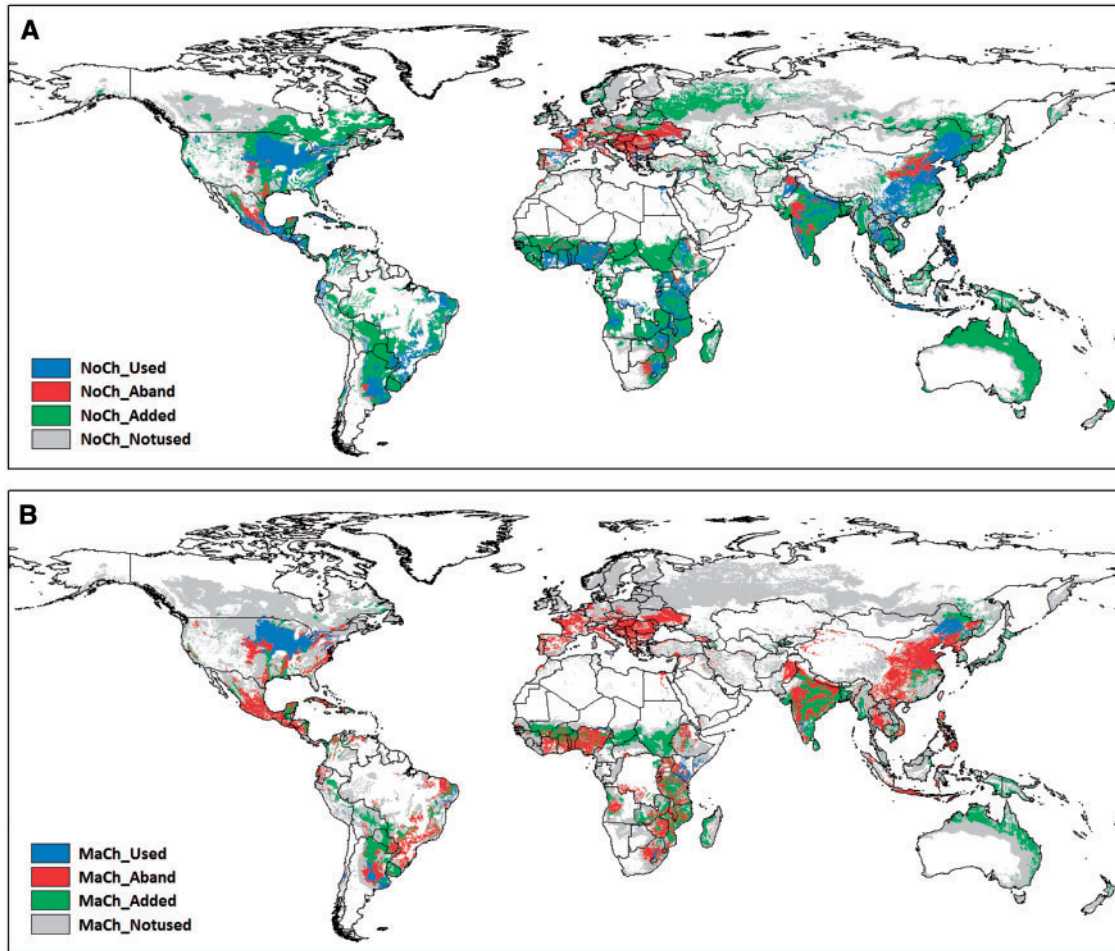 A
NoCh_Used
NoCh_Aband
NoCh_Added
NoCh_Notused
B
MaCh_Used
MaCh_Aband
MaCh_Added
MaCh_Notused